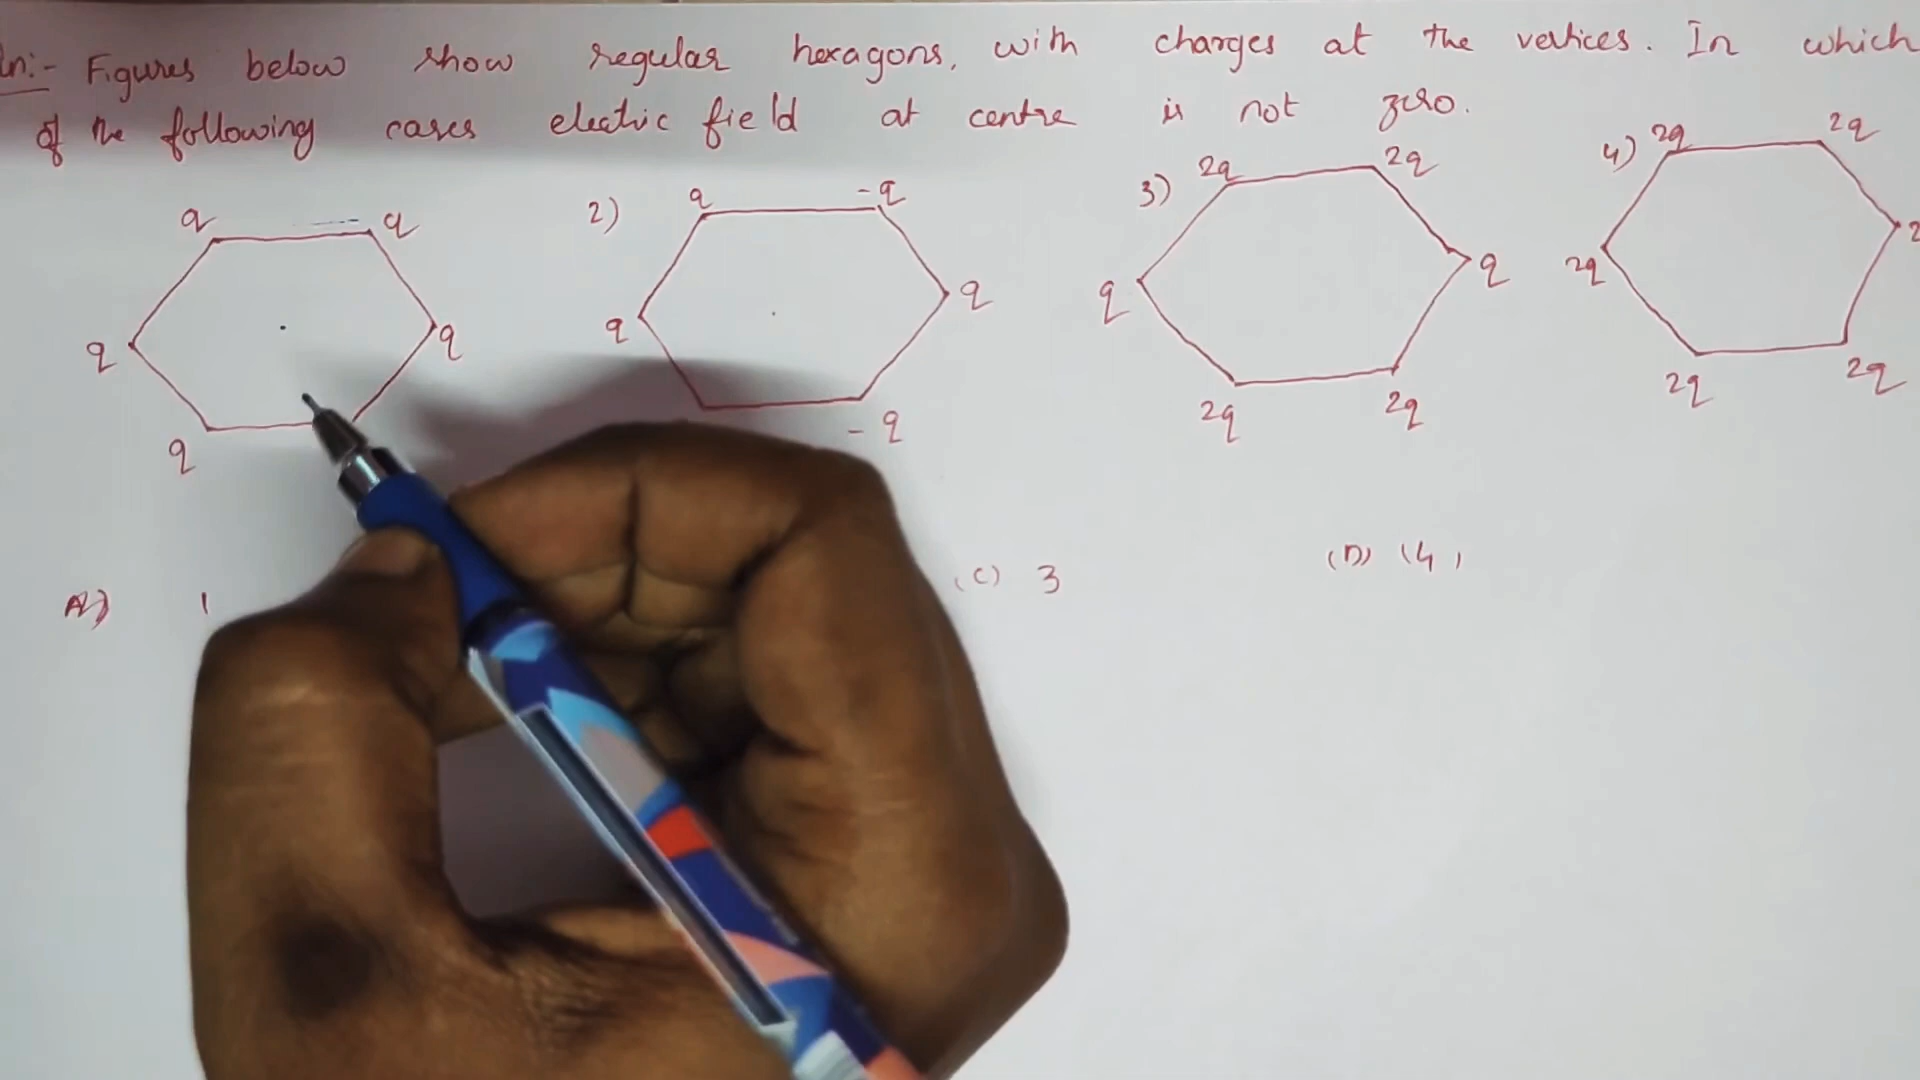 Qn:- Figures below show regular hexagons, with charges at the vertices. In which
of the following cases electric field at centre is not zero.
q q
q q
q
2) q -q
q q
- q
3) 2q 2q
q q
2q 2q
4) 2q 2q
2q 2
2q 2q
A) 1 (C) 3 (D) (4)